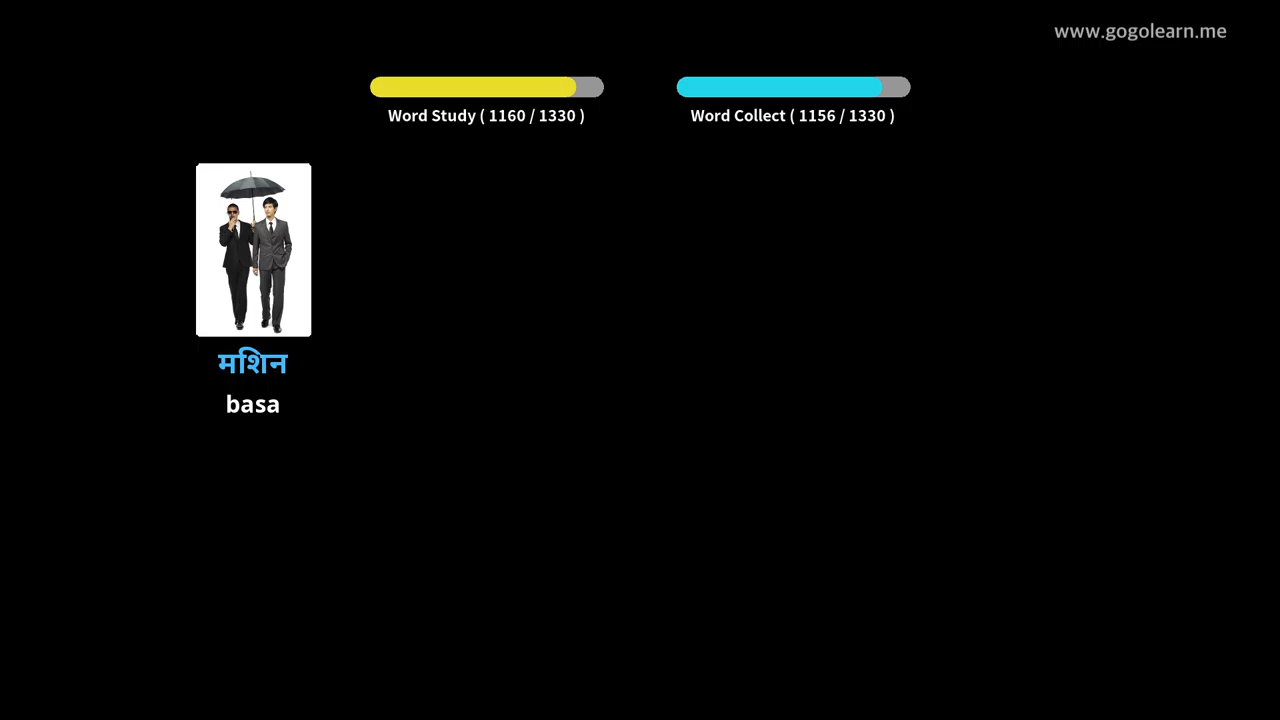 www.gogolearn.me
Word Study ( 1160 / 1330 )
Word Collect ( 1156 / 1330 )
मशिन
basa